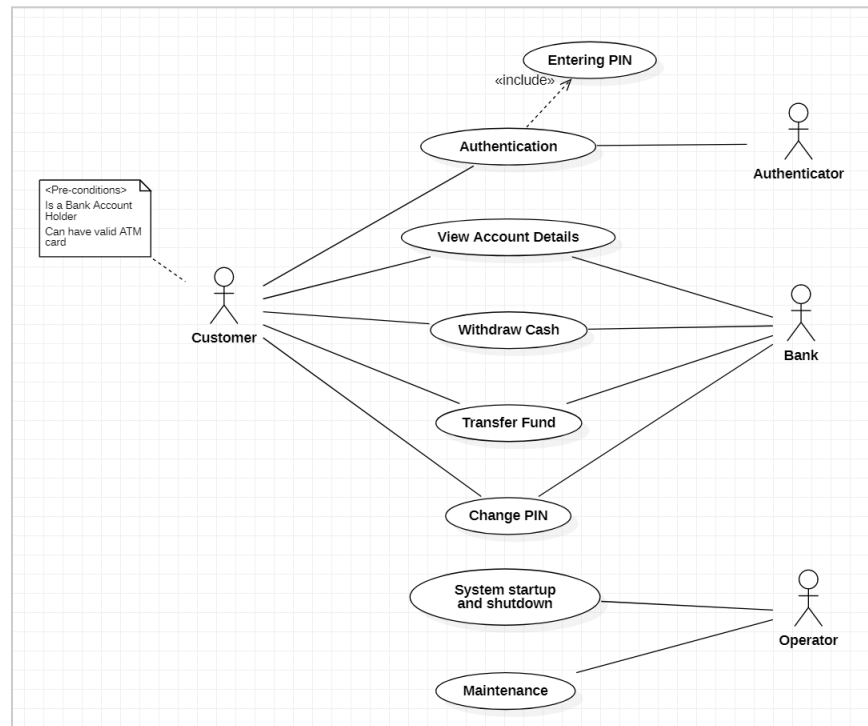 Entering PIN
«include»
Authentication
Authenticator
<Pre-conditions>
Is a Bank Account
Holder
Can have valid ATM
card
View Account Details
Customer
Withdraw Cash
Bank
Transfer Fund
Change PIN
System startup
and shutdown
Operator
Maintenance